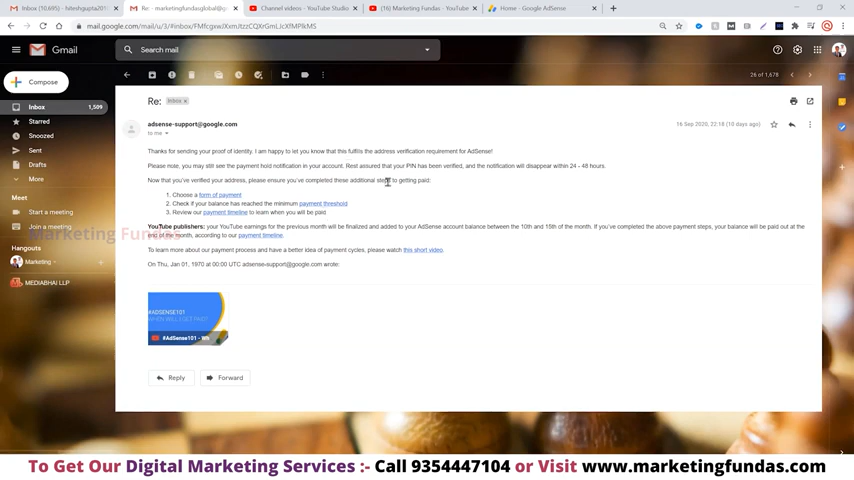 Inbox (10,695) - hiteshgupta201
Re: - marketingfundasglobal@g
Channel videos - YouTube Studio
(16) Marketing Fundas - YouTube
Home - Google AdSense
mail.google.com/mail/u/3/#inbox/FMfcgxwJXxmJtzzCQXrGmLJcXfMPlkMS
Gmail
Search mail
Compose
26 of 1,678
Inbox 1,509
Starred
Snoozed
Sent
Drafts
More
Meet
Start a meeting
Join a meeting
Hangouts
Marketing
MEDIABHAI LLP
Re: Inbox x
adsense-support@google.com
16 Sep 2020, 22:18 (10 days ago)
to me
Thanks for sending your proof of identity. I am happy to let you know that this fulfils the address verification requirement for AdSense!
Please note, you may still see the payment hold notification in your account. Rest assured that your PIN has been verified, and the notification will disappear within 24 - 48 hours.
Now that you've verified your address, please ensure you've completed these additional steps to getting paid:
1. Choose a form of payment
2. Check if your balance has reached the minimum payment threshold
3. Review our payment timeline to learn when you will be paid
Marketing Fundas
YouTube publishers: your YouTube earnings for the previous month will be finalized and added to your AdSense account balance between the 10th and 15th of the month. If you've completed the above payment steps, your balance will be paid out at the
end of the month, according to our payment timeline.
To learn more about our payment process and have a better idea of payment cycles, please watch this short video.
On Thu, Jan 01, 1970 at 00:00 UTC adsense-support@google.com wrote:
#ADSENSE101
WHEN WILL I GET PAID?
#AdSense101 - Wh
Reply
Forward
To Get Our Digital Marketing Services :- Call 9354447104 or Visit www.marketingfundas.com